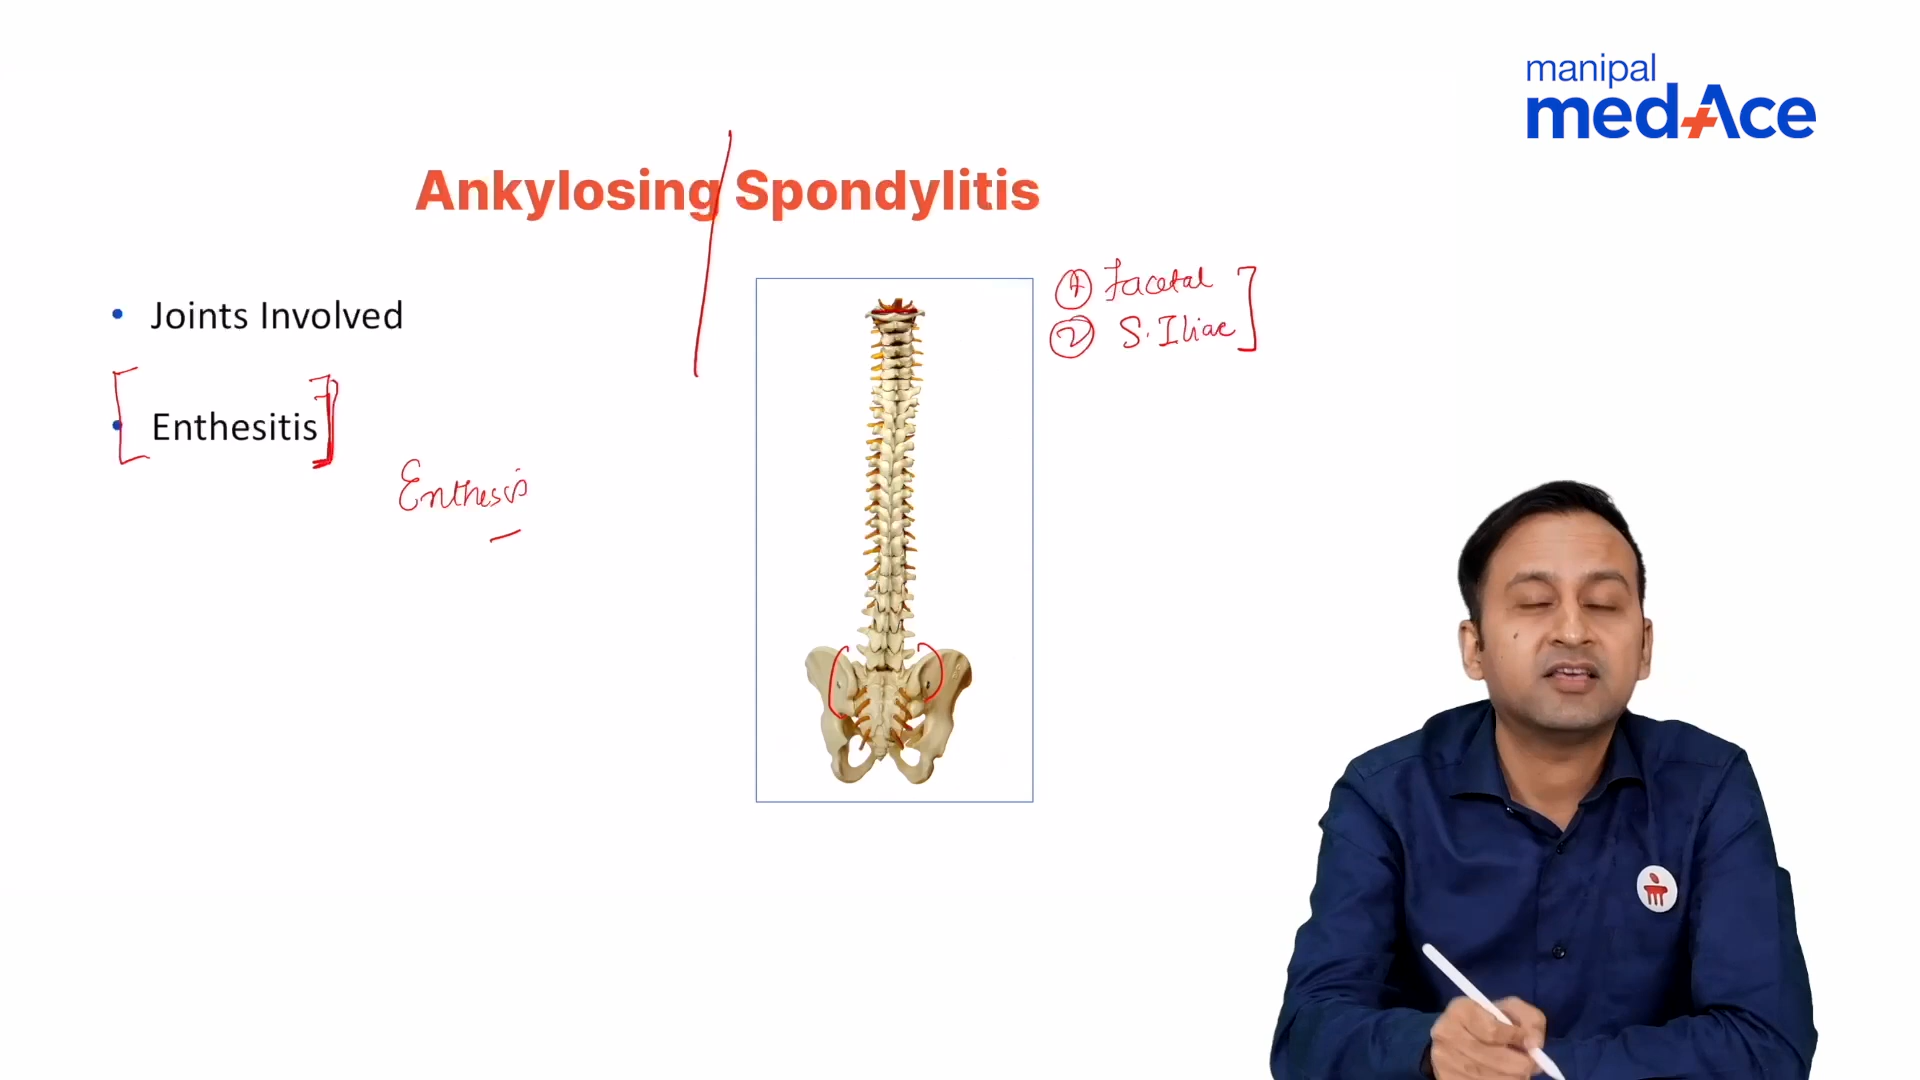 manipal
medAce
Ankylosing Spondylitis
• Joints Involved
• Enthesitis
Enthesis
① Facetal
② S. Iliac